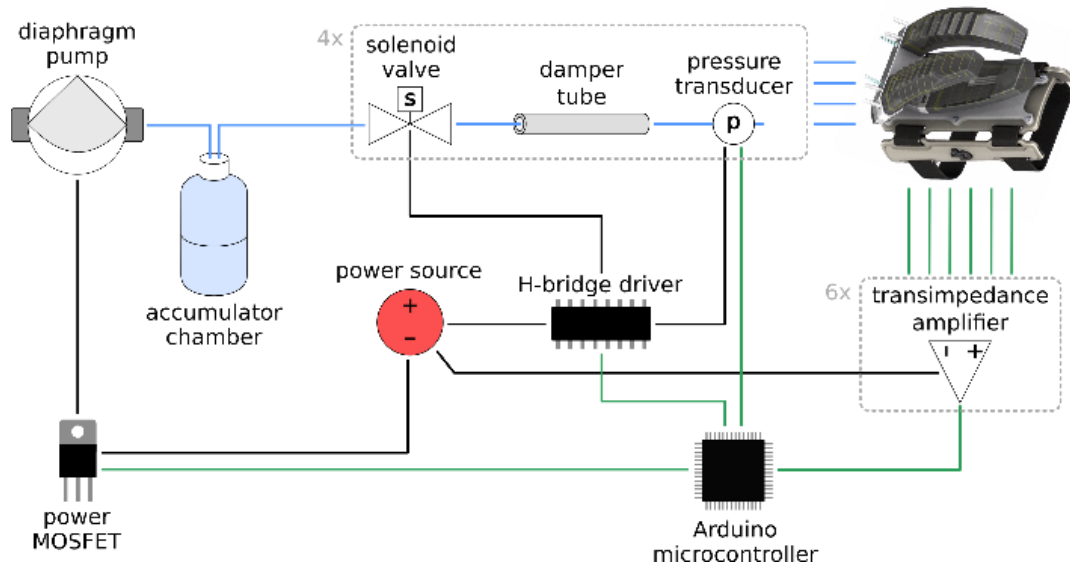 diaphragm
pump
4x
solenoid
valve
S
damper
tube
pressure
transducer
p
accumulator
chamber
power source
+
-
H-bridge driver
6x
transimpedance
amplifier
- +
power
MOSFET
Arduino
microcontroller